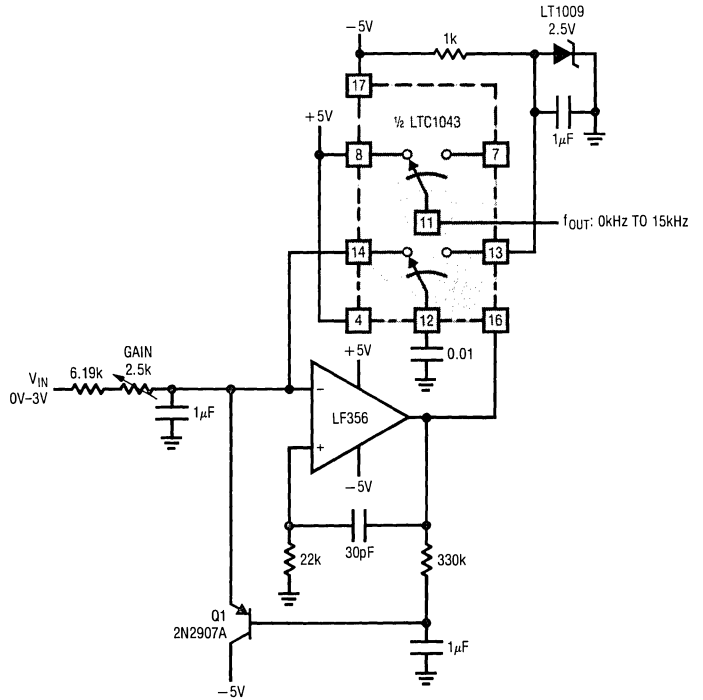 LT1009
2.5V
−5V
1k
17
½ LTC1043
1µF
+5V
8
7
11
fOUT: 0kHz TO 15kHz
14
13
4
12
16
0.01
GAIN
2.5k
6.19k
VIN
0V−3V
1µF
+5V
−
LF356
+
−5V
22k
30pF
330k
Q1
2N2907A
1µF
−5V